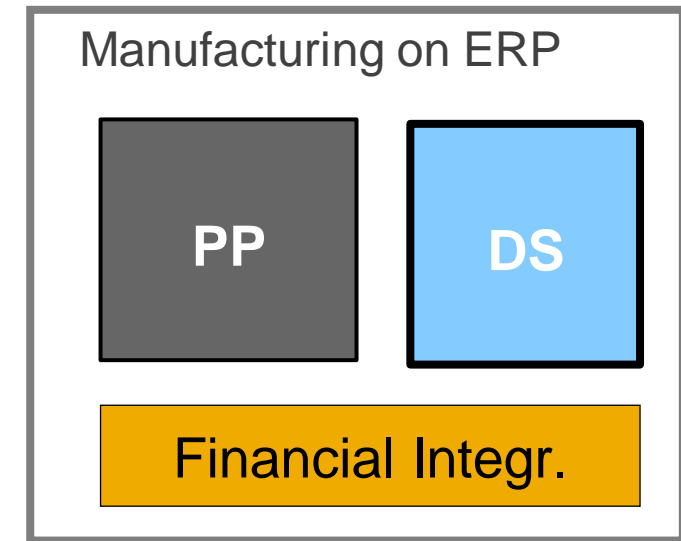 Manufacturing on ERP
PP
DS
Financial Integr.